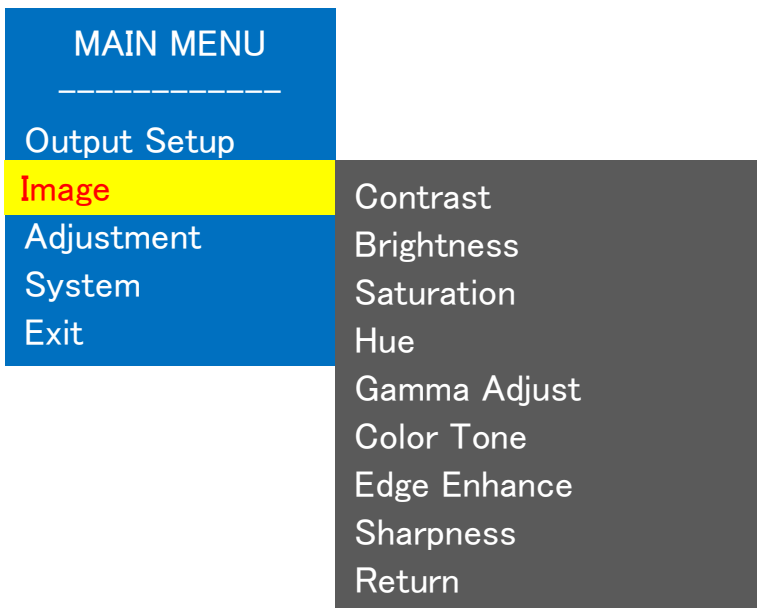 MAIN MENU
------------
Output Setup
Image
Adjustment
System
Exit
Contrast
Brightness
Saturation
Hue
Gamma Adjust
Color Tone
Edge Enhance
Sharpness
Return